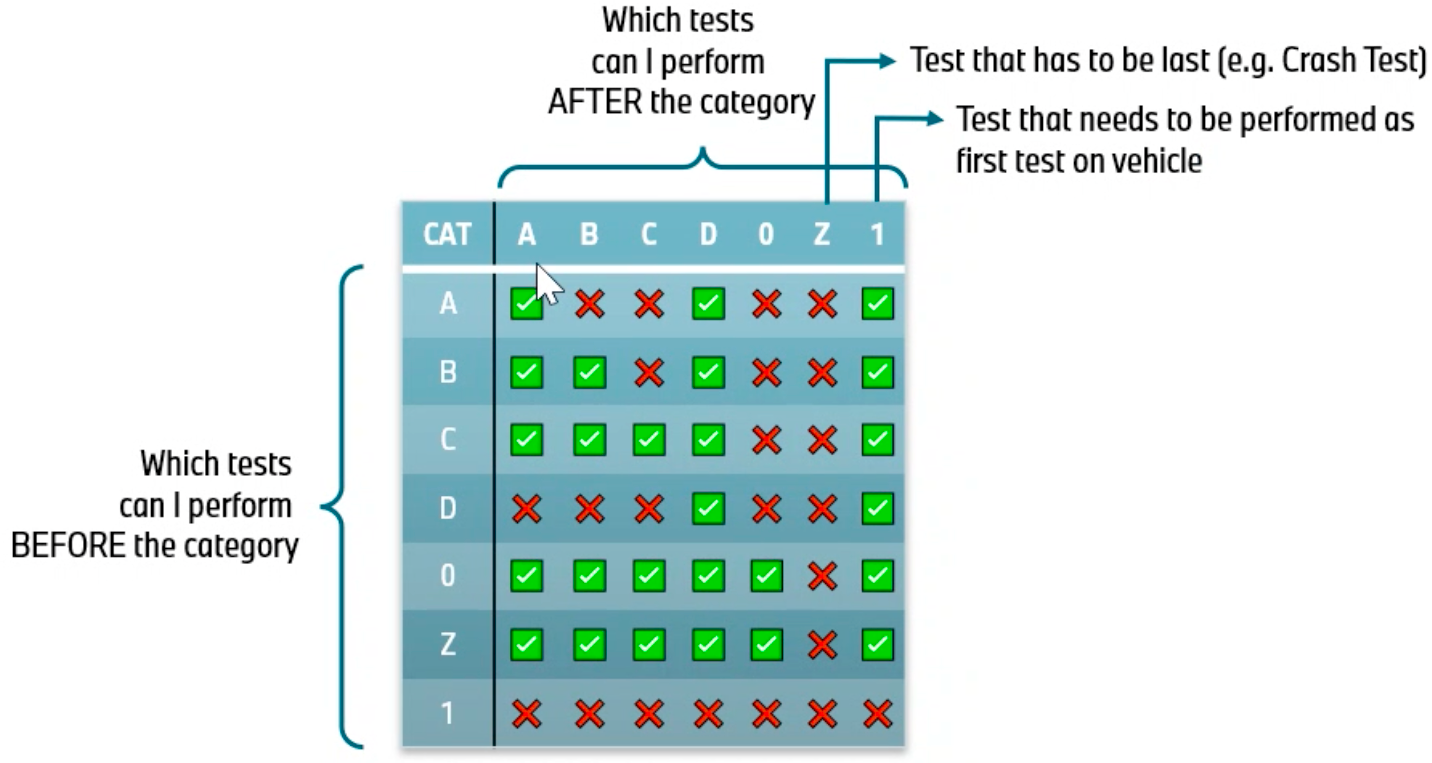 Which tests
can I perform
AFTER the category
Test that has to be last (e.g. Crash Test)
Test that needs to be performed as
first test on vehicle
CAT A B C D 0 Z 1
A ✅ ❌ ❌ ✅ ❌ ❌ ✅
B ✅ ✅ ❌ ✅ ❌ ❌ ✅
C ✅ ✅ ✅ ✅ ❌ ❌ ✅
D ❌ ❌ ❌ ✅ ❌ ❌ ✅
0 ✅ ✅ ✅ ✅ ✅ ❌ ✅
Z ✅ ✅ ✅ ✅ ✅ ❌ ✅
1 ❌ ❌ ❌ ❌ ❌ ❌ ❌
Which tests
can I perform
BEFORE the category